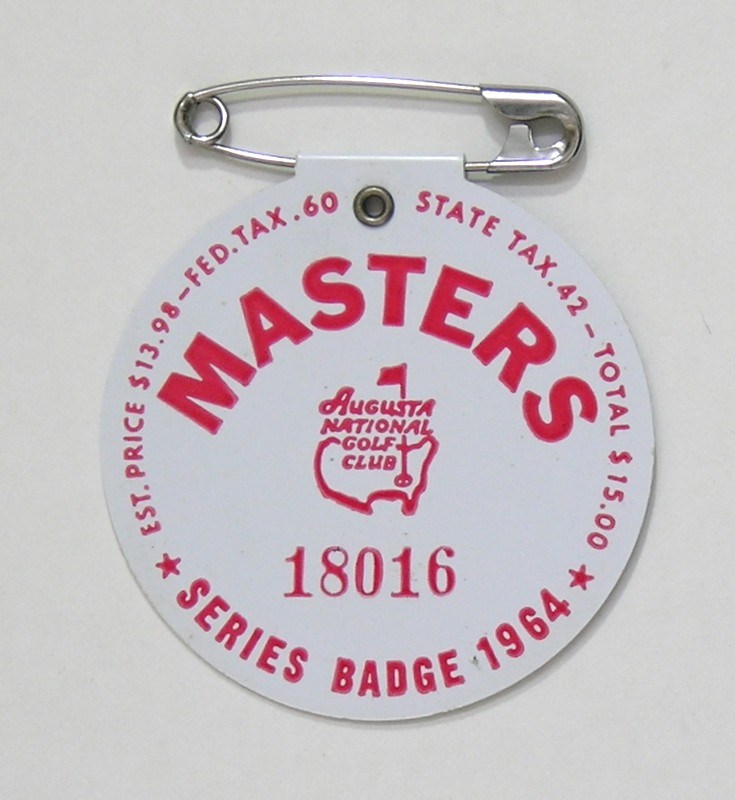 EST. PRICE $13.98–FED.TAX.60 STATE TAX.42–TOTAL $15.00
MASTERS
AUGUSTA
NATIONAL
GOLF
CLUB
18016
★ SERIES BADGE 1964 ★